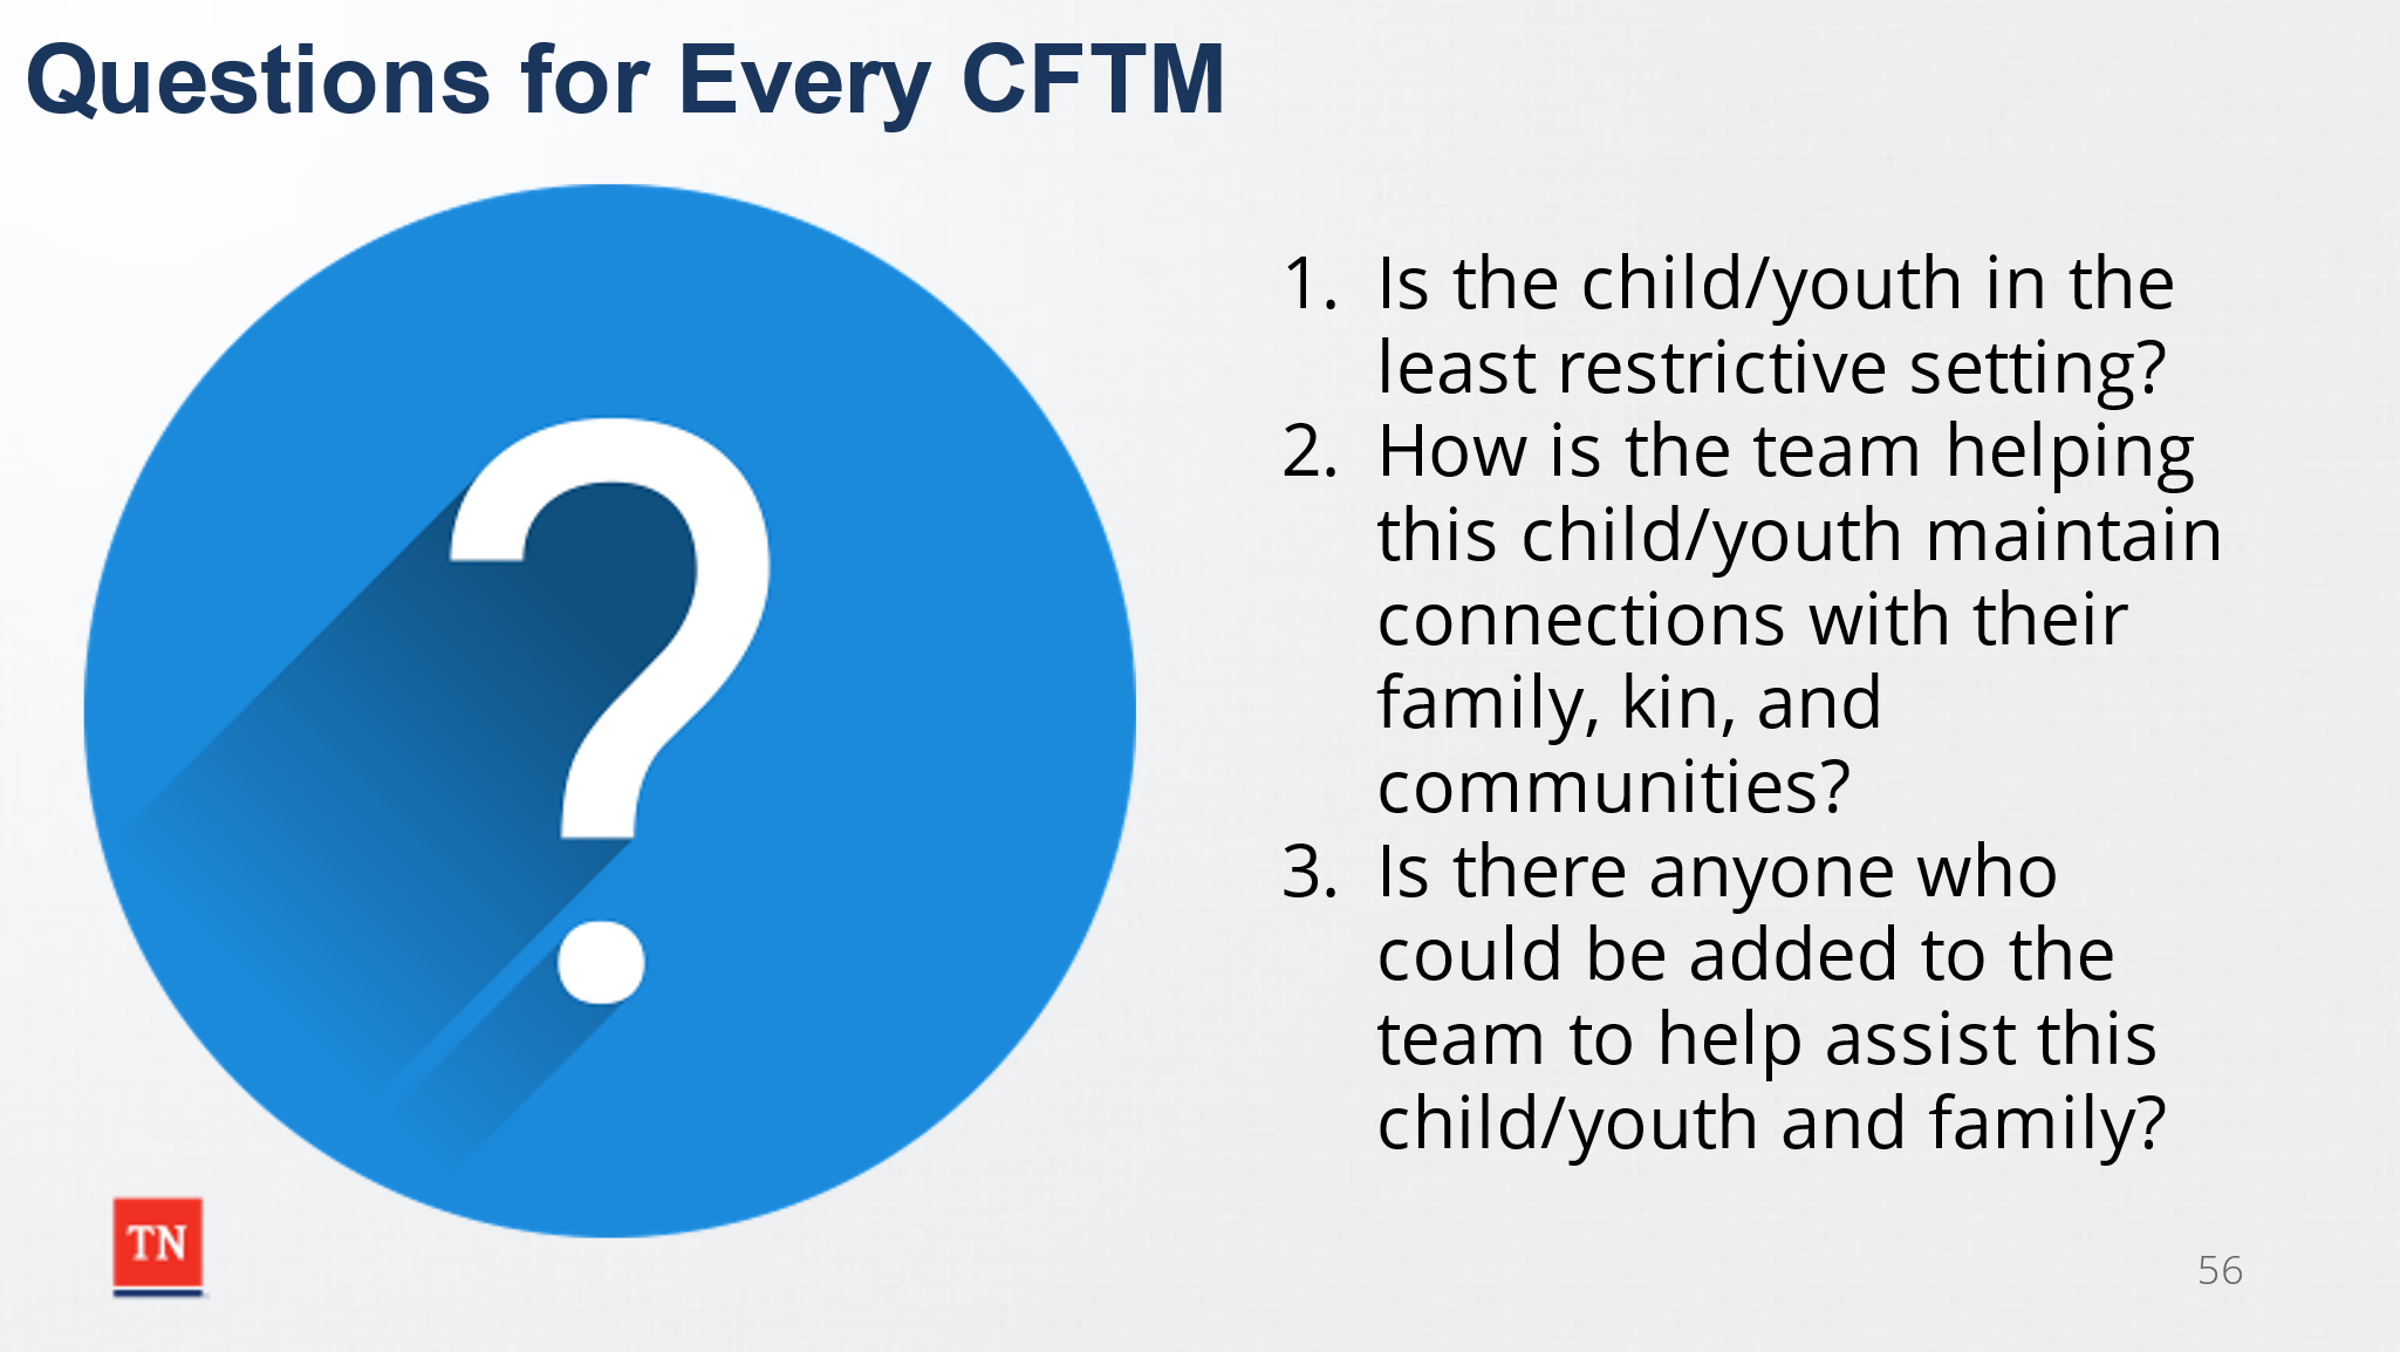 Questions for Every CFTM
?
1. Is the child/youth in the
least restrictive setting?
2. How is the team helping
this child/youth maintain
connections with their
family, kin, and
communities?
3. Is there anyone who
could be added to the
team to help assist this
child/youth and family?
TN
56